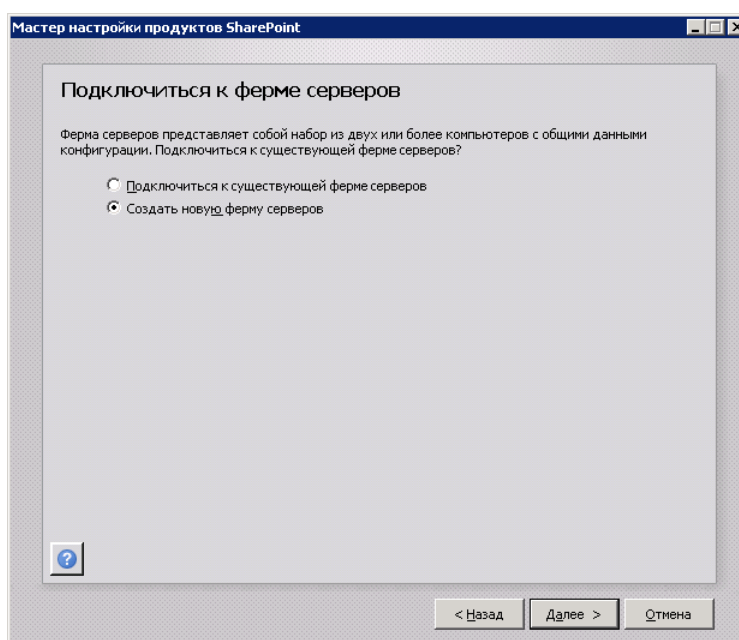 Мастер настройки продуктов SharePoint
Подключиться к ферме серверов
Ферма серверов представляет собой набор из двух или более компьютеров с общими данными
конфигурации. Подключиться к существующей ферме серверов?
Подключиться к существующей ферме серверов
Создать новую ферму серверов
?
< Назад
Далее >
Отмена